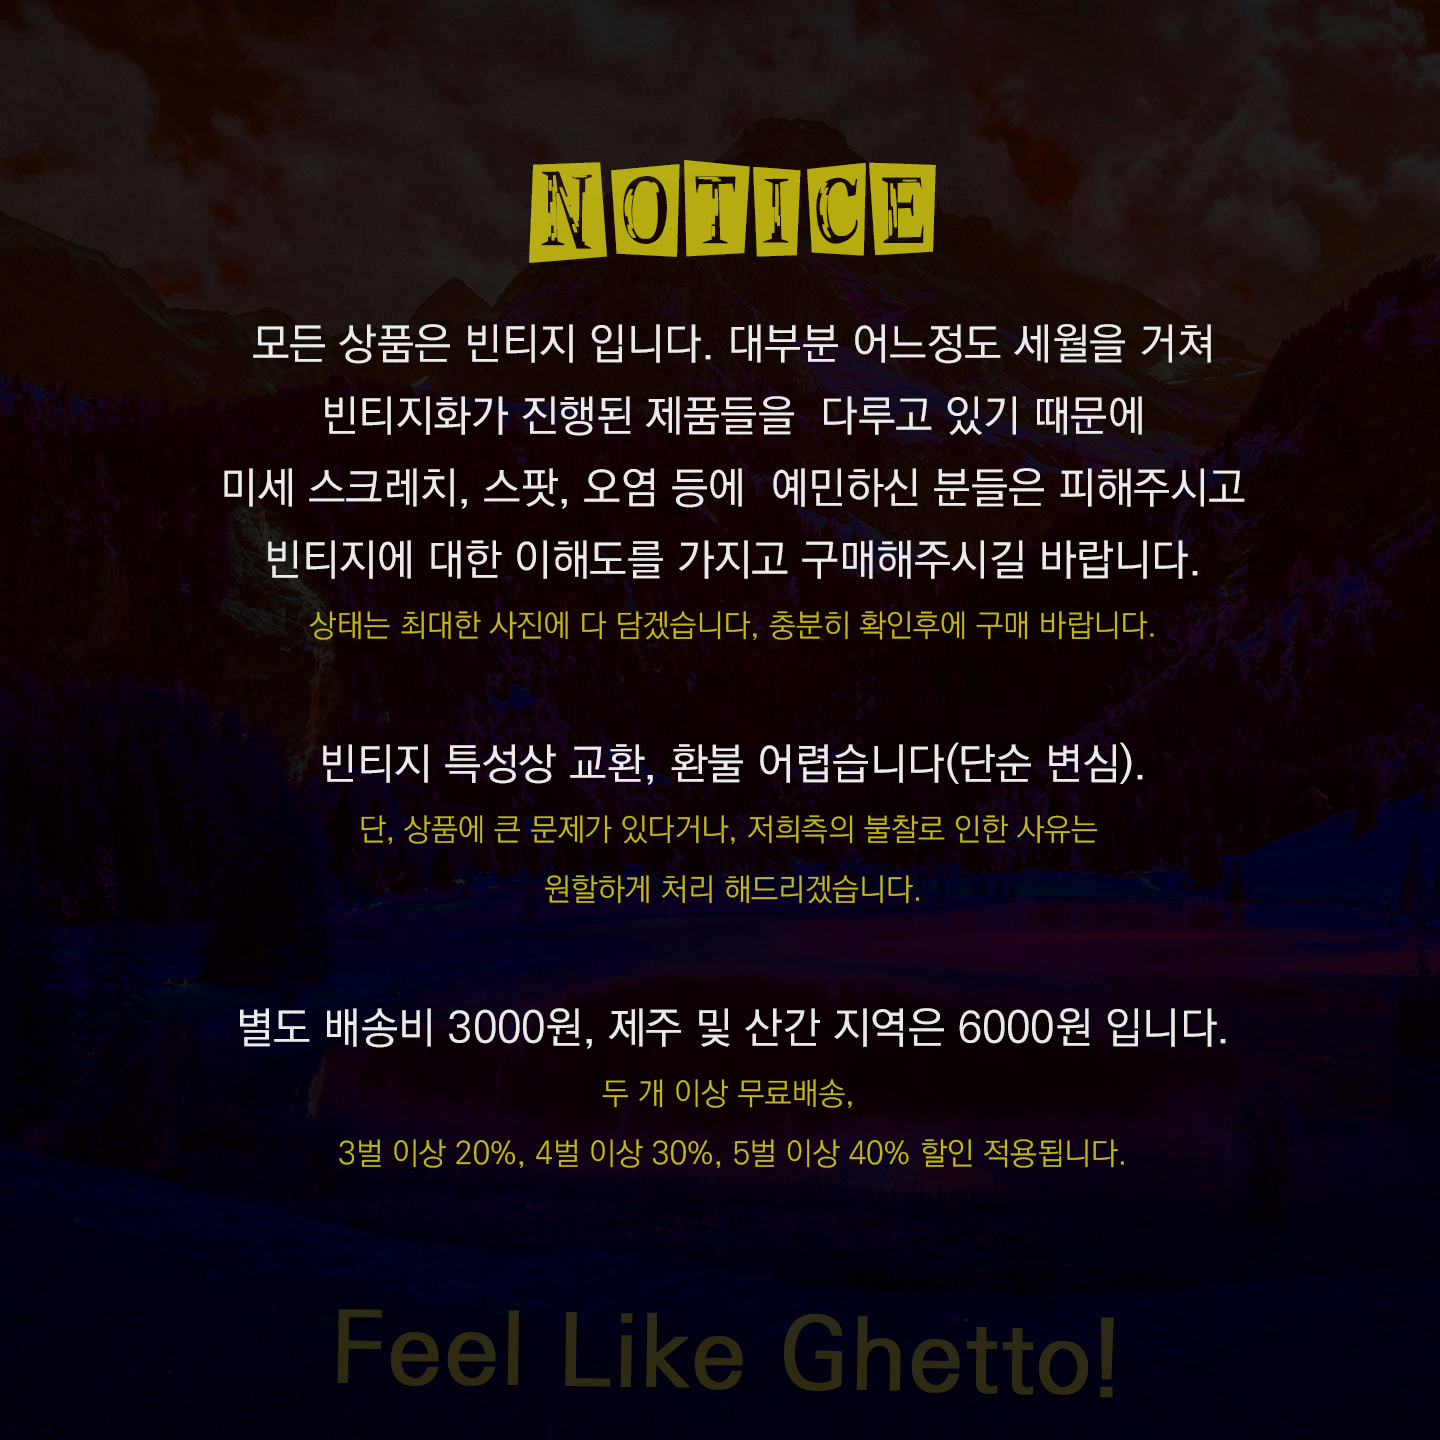 NOTICE
모든 상품은 빈티지 입니다. 대부분 어느정도 세월을 거쳐
빈티지화가 진행된 제품들을 다루고 있기 때문에
미세 스크레치, 스팟, 오염 등에 예민하신 분들은 피해주시고
빈티지에 대한 이해도를 가지고 구매해주시길 바랍니다.
상태는 최대한 사진에 다 담겠습니다, 충분히 확인후에 구매 바랍니다.
빈티지 특성상 교환, 환불 어렵습니다(단순 변심).
단, 상품에 큰 문제가 있다거나, 저희측의 불찰로 인한 사유는
원할하게 처리 해드리겠습니다.
별도 배송비 3000원, 제주 및 산간 지역은 6000원 입니다.
두 개 이상 무료배송,
3벌 이상 20%, 4벌 이상 30%, 5벌 이상 40% 할인 적용됩니다.
Feel Like Ghetto!